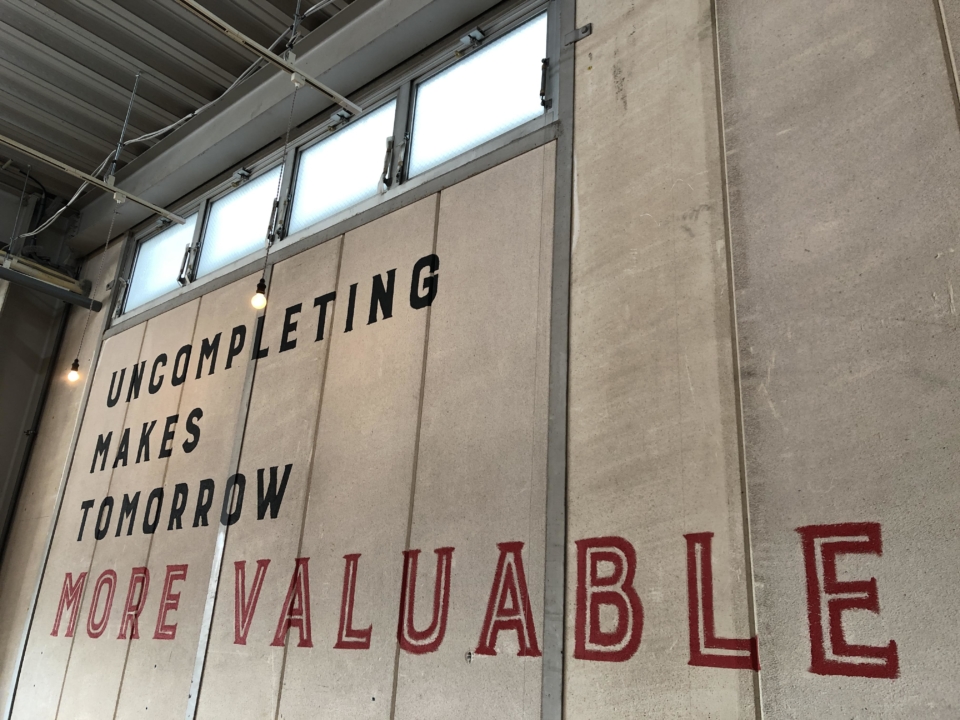 UNCOMPLETING
MAKES
TOMORROW
MORE VALUABLE